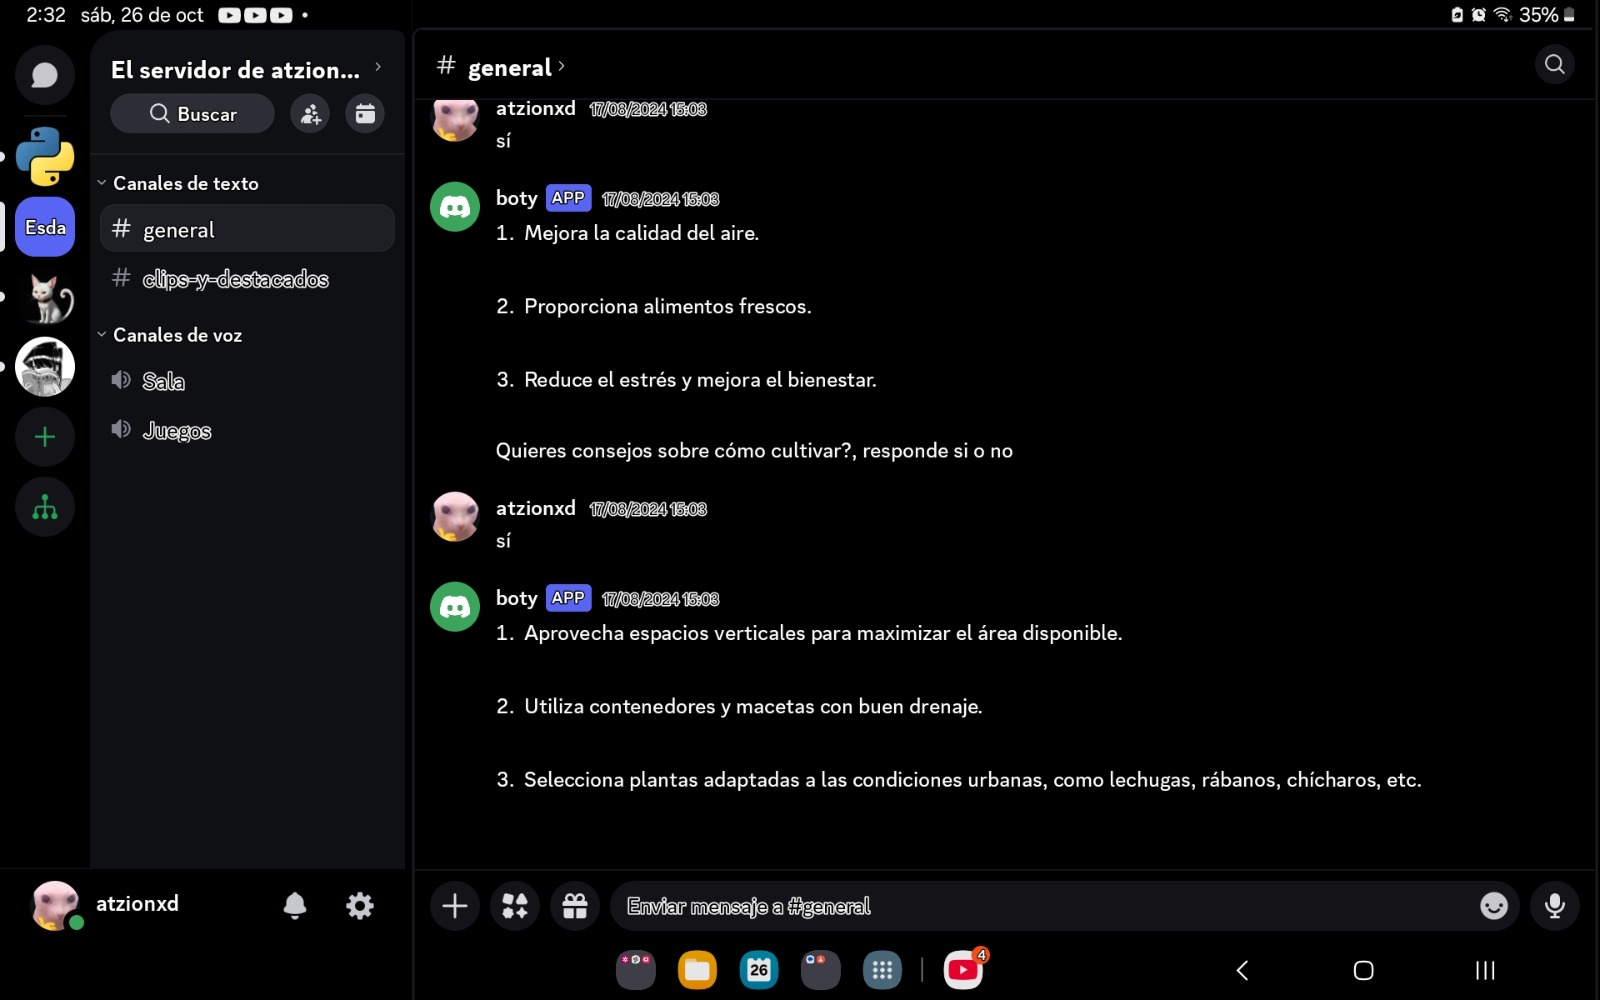 2:32 sáb, 26 de oct
35%
El servidor de atzion...
Buscar
Canales de texto
Esda
general
clips-y-destacados
Canales de voz
Sala
Juegos
atzionxd
# general
atzionxd 17/08/2024 15:03
sí
boty APP 17/08/2024 15:03
1. Mejora la calidad del aire.
2. Proporciona alimentos frescos.
3. Reduce el estrés y mejora el bienestar.
Quieres consejos sobre cómo cultivar?, responde si o no
atzionxd 17/08/2024 15:03
sí
boty APP 17/08/2024 15:03
1. Aprovecha espacios verticales para maximizar el área disponible.
2. Utiliza contenedores y macetas con buen drenaje.
3. Selecciona plantas adaptadas a las condiciones urbanas, como lechugas, rábanos, chícharos, etc.
Enviar mensaje a #general
26
4